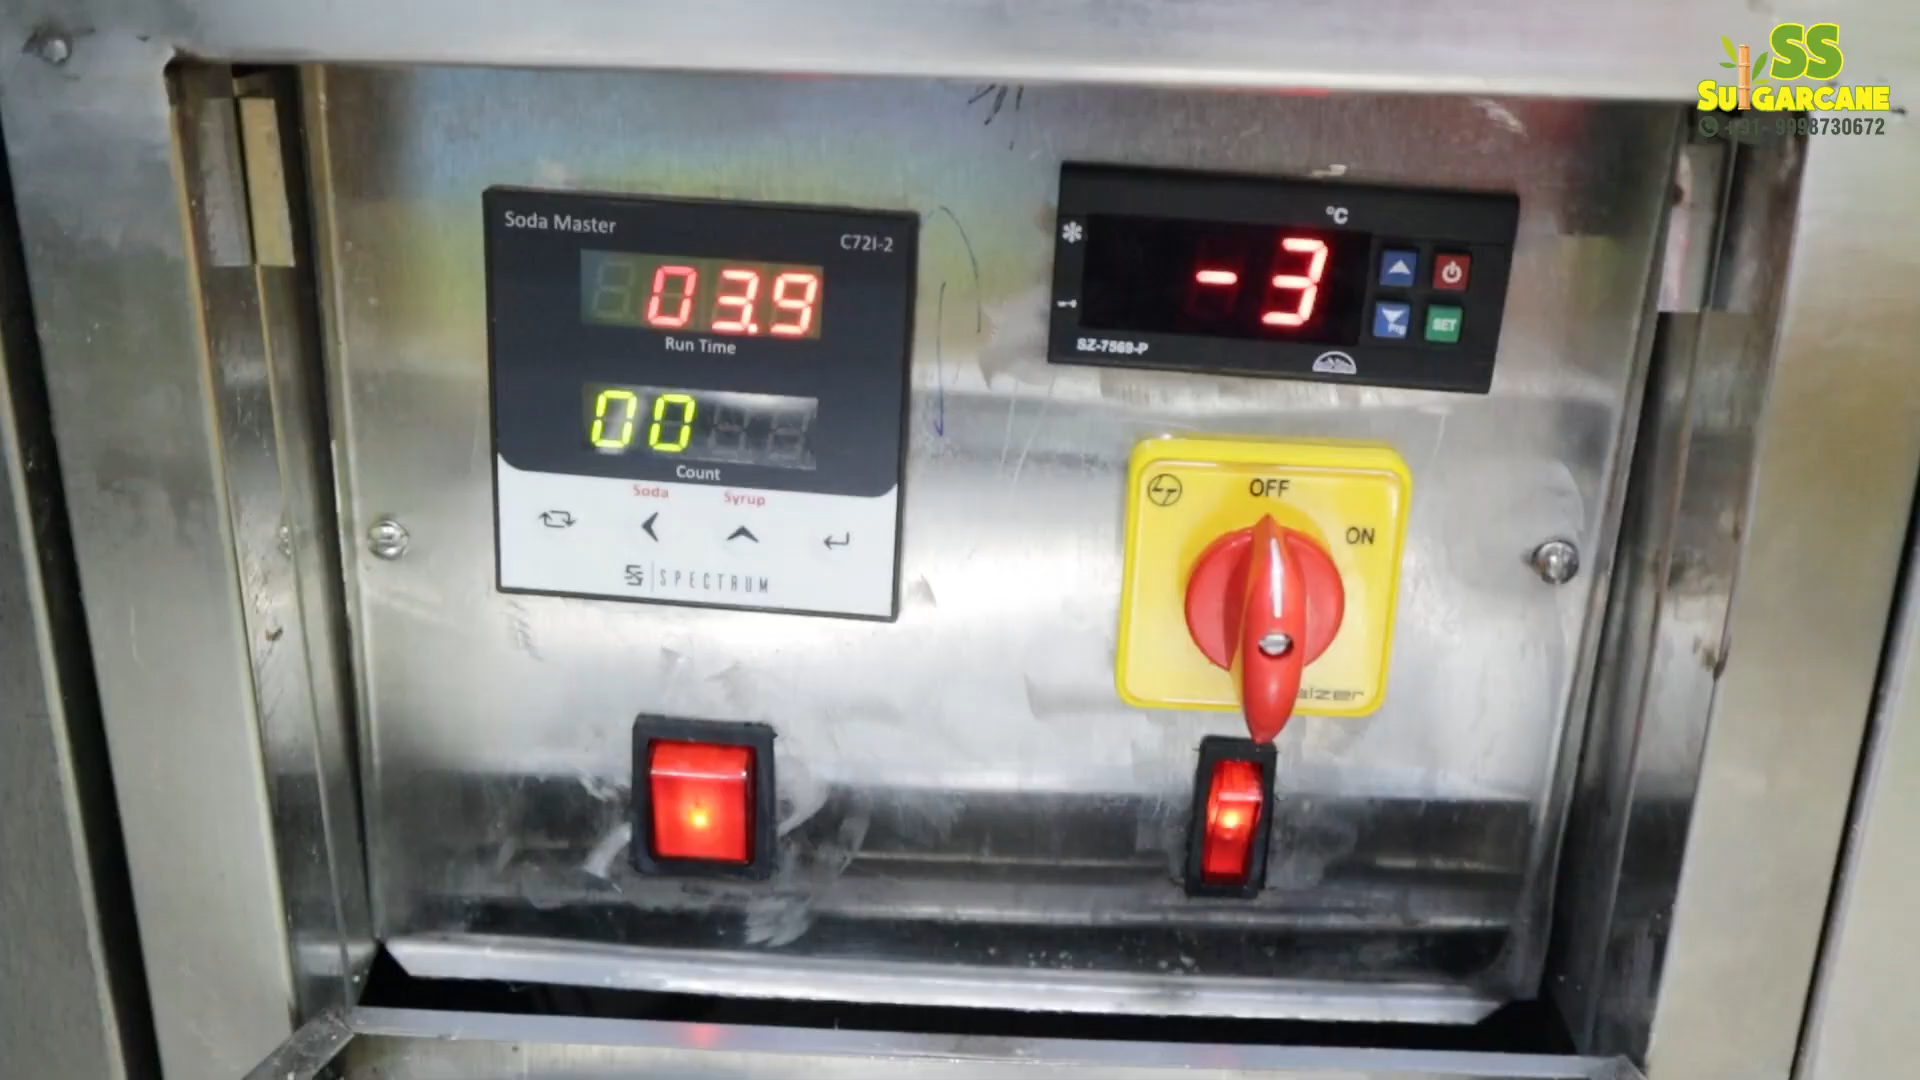 SS
SUGARCANE
+91- 9998730672
Soda Master
C72I-2
03.9
Run Time
00
Count
Soda Syrup
SPECTRUM
°C
-3
SET
SZ-7569-P
OFF
ON